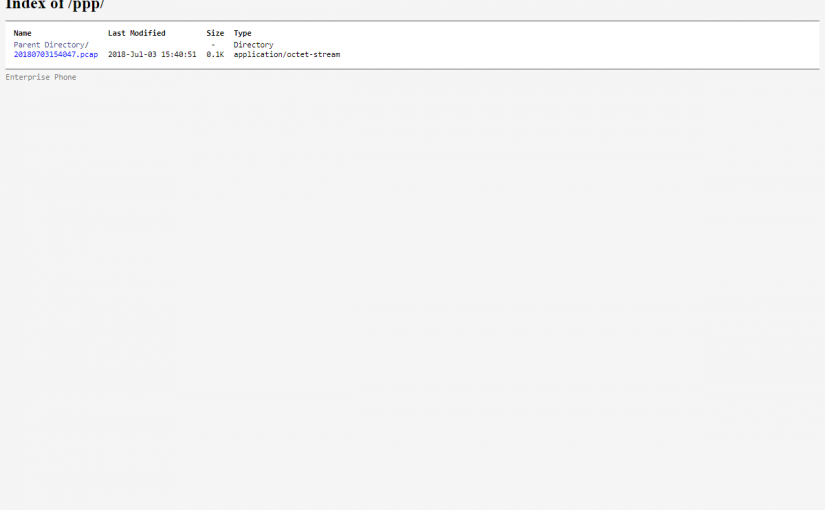 Index of /ppp/
Name Last Modified Size Type
Parent Directory/ - Directory
20180703154047.pcap 2018-Jul-03 15:40:51 0.1K application/octet-stream
Enterprise Phone